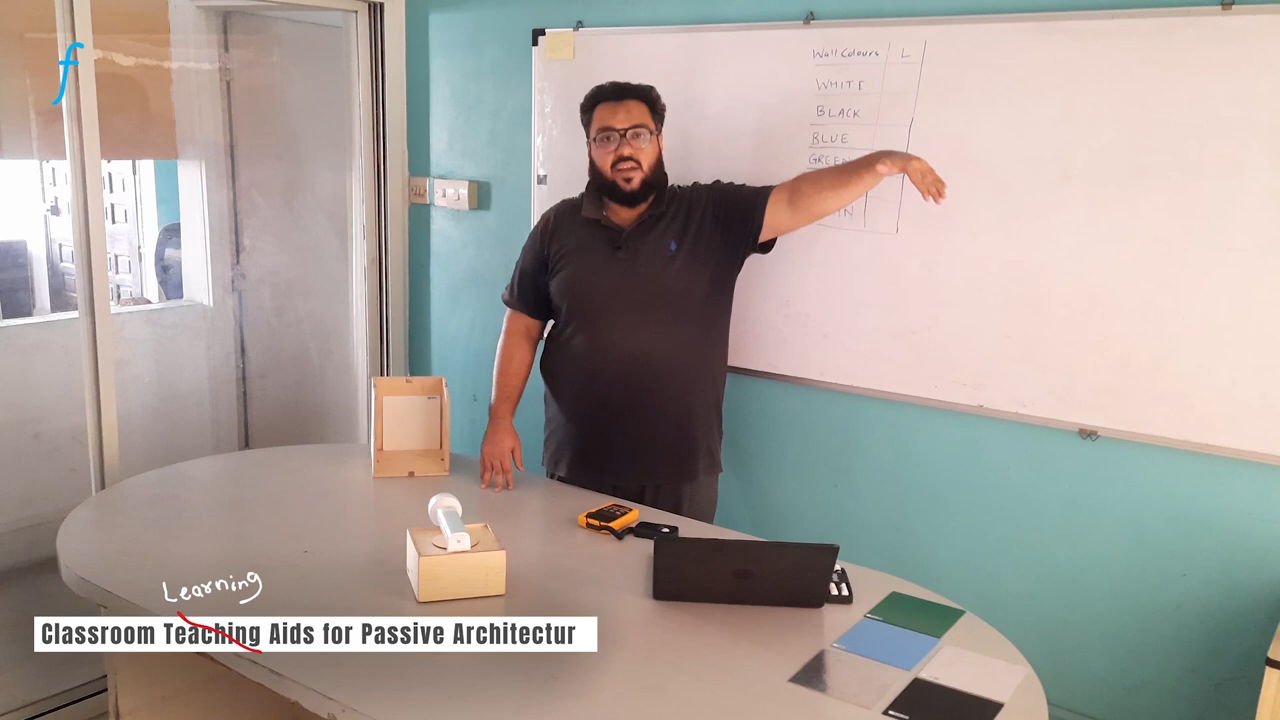 f
Wall Colours L
WHITE
BLACK
BLUE
Learning
Classroom Teaching Aids for Passive Architectur